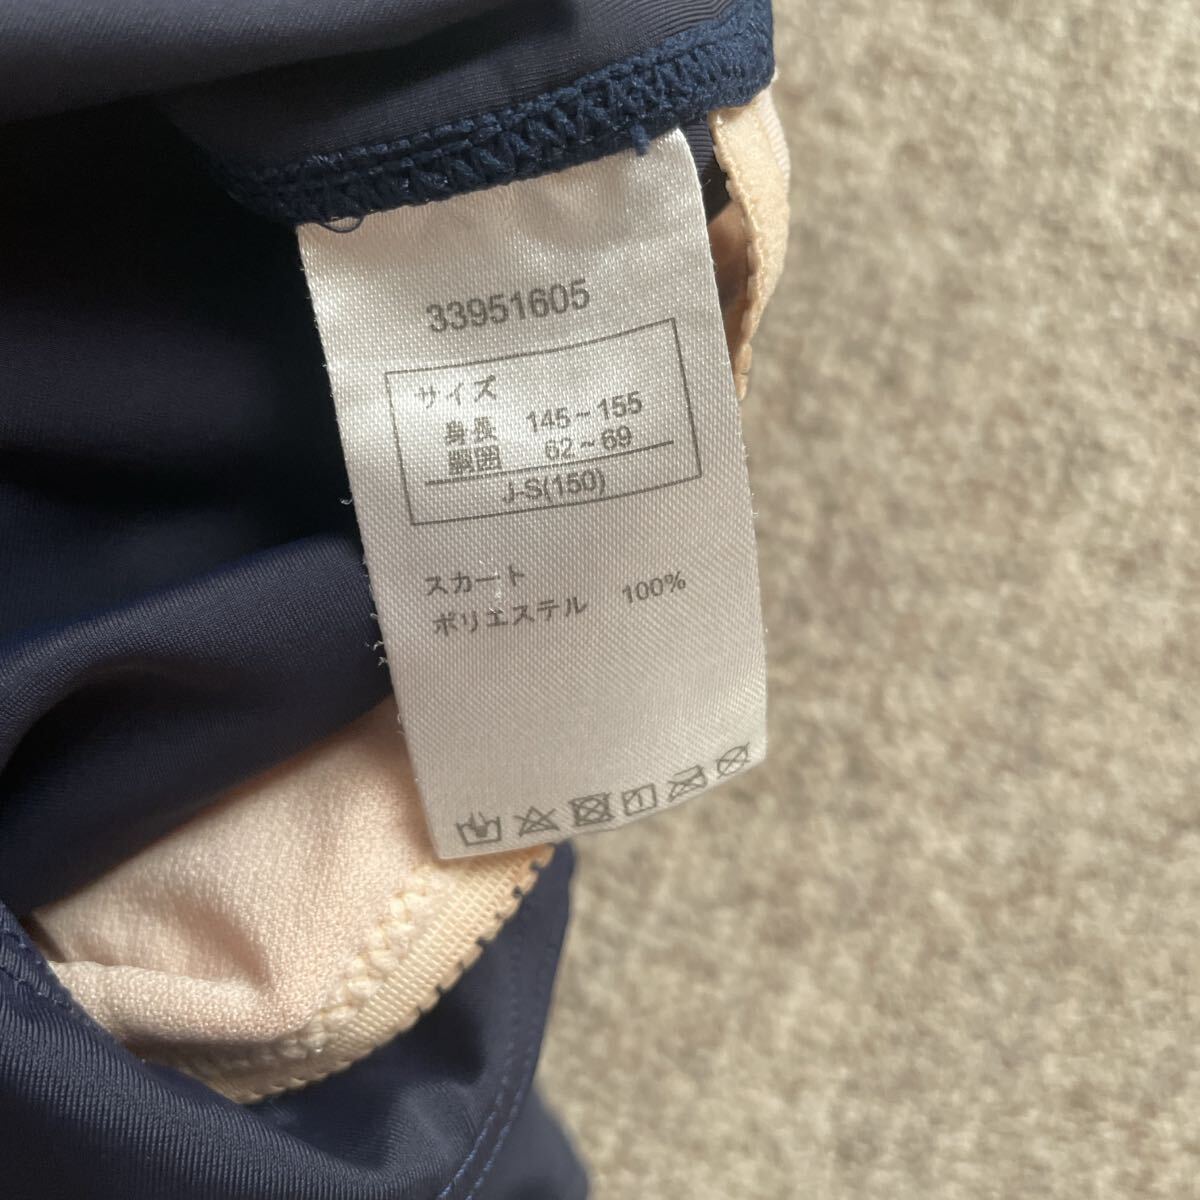 33951605
サイズ
身長 145~155
胴囲 62~69
J-S(150)
スカート
ポリエステル 100%